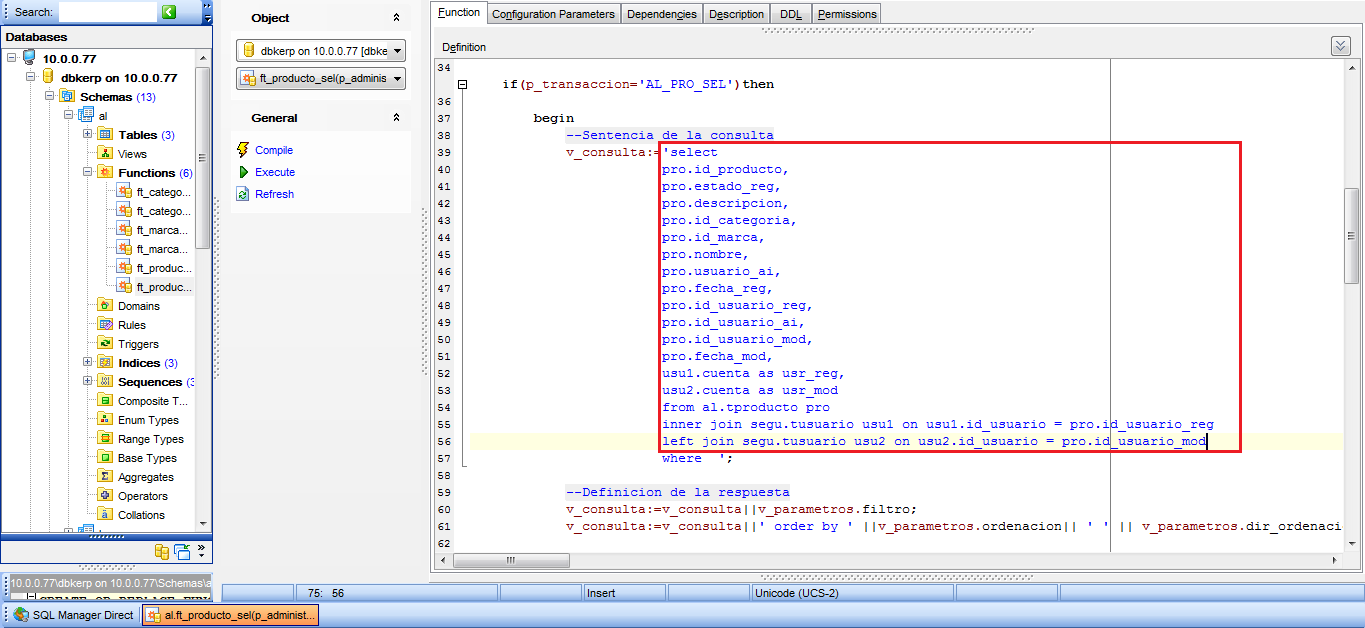 Search:
Databases
10.0.0.77
dbkerp on 10.0.0.77
Schemas (13)
al
Tables (3)
Views
Functions (6)
ft_catego...
ft_catego...
ft_marca...
ft_marca...
ft_produc...
ft_produc...
Domains
Rules
Triggers
Indices (3)
Sequences (3
Composite T...
Enum Types
Range Types
Base Types
Aggregates
Operators
Collations
10.0.0.77\dbkerp on 10.0.0.77\Schemas\a
Object
dbkerp on 10.0.0.77 [dbke
ft_producto_sel(p_adminis
General
Compile
Execute
Refresh
Function Configuration Parameters Dependencies Description DDL Permissions
Definition
34
if(p_transaccion='AL_PRO_SEL')then
36
37 begin
38 --Sentencia de la consulta
39 v_consulta:='select
40 pro.id_producto,
41 pro.estado_reg,
42 pro.descripcion,
43 pro.id_categoria,
44 pro.id_marca,
45 pro.nombre,
46 pro.usuario_ai,
47 pro.fecha_reg,
48 pro.id_usuario_reg,
49 pro.id_usuario_ai,
50 pro.id_usuario_mod,
51 pro.fecha_mod,
52 usu1.cuenta as usr_reg,
53 usu2.cuenta as usr_mod
54 from al.tproducto pro
55 inner join segu.tusuario usu1 on usu1.id_usuario = pro.id_usuario_reg
56 left join segu.tusuario usu2 on usu2.id_usuario = pro.id_usuario_mod
57 where ';
58
59 --Definicion de la respuesta
60 v_consulta:=v_consulta||v_parametros.filtro;
61 v_consulta:=v_consulta||' order by ' ||v_parametros.ordenacion|| ' ' || v_parametros.dir_ordenaci
62
75: 56 Insert Unicode (UCS-2)
SQL Manager Direct al.ft_producto_sel(p_administ...